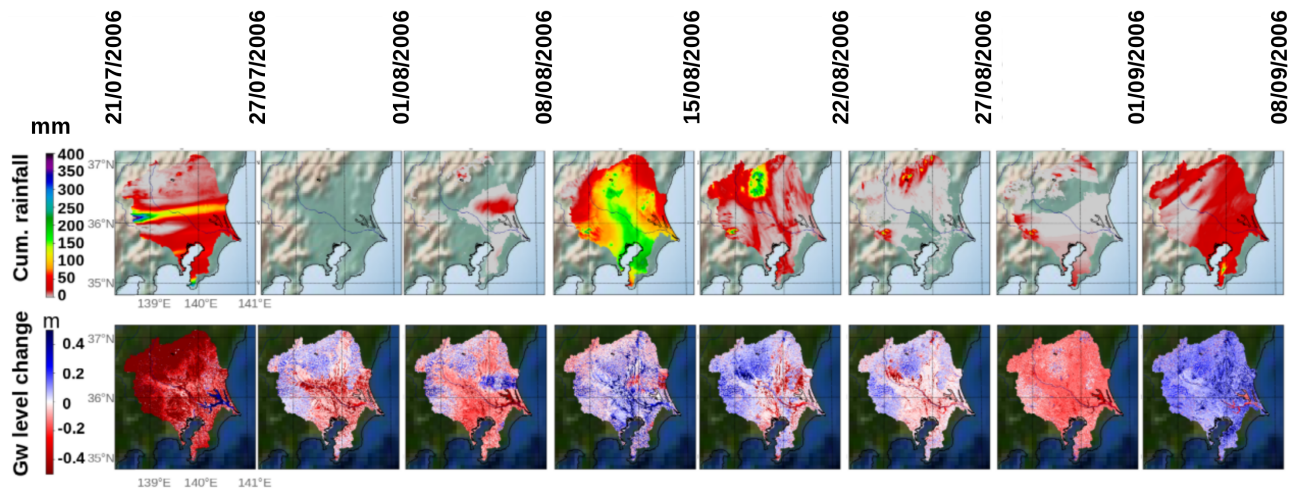 21/07/2006
27/07/2006
01/08/2006
08/08/2006
15/08/2006
22/08/2006
27/08/2006
01/09/2006
08/09/2006
mm
Cum. rainfall
400
350
300
250
200
150
100
50
0
37°N
36°N
35°N
139°E 140°E 141°E
Gw level change
m
0.4
0.2
0
-0.2
-0.4
37°N
36°N
35°N
139°E 140°E 141°E